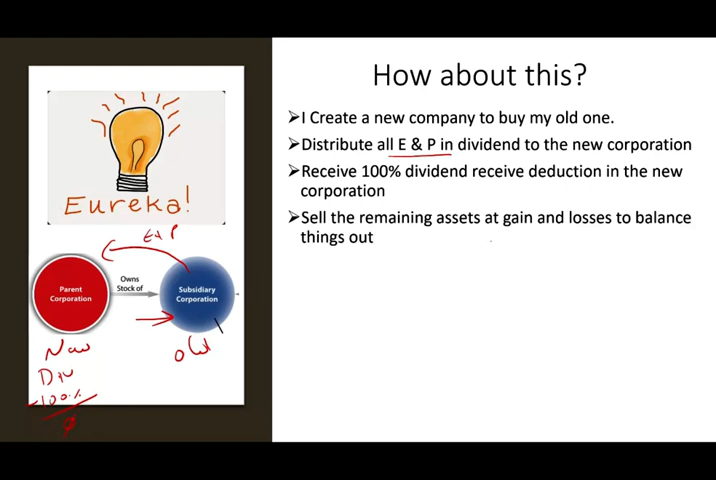 How about this?
➢I Create a new company to buy my old one.
➢Distribute all E & P in dividend to the new corporation
➢Receive 100% dividend receive deduction in the new
corporation
➢Sell the remaining assets at gain and losses to balance
things out
Eureka!
E+P
Parent
Corporation
Owns
Stock of
Subsidiary
Corporation
New
old
Div
-100%